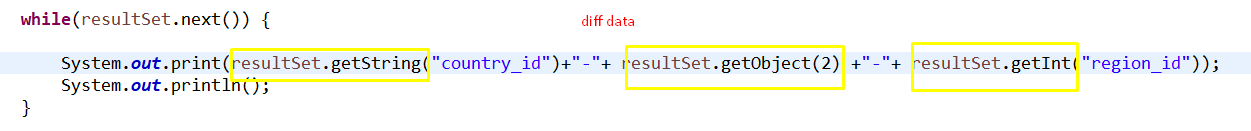 while(resultSet.next()) {
diff data
System.out.print(resultSet.getString("country_id")+"-"+ resultSet.getObject(2) +"-"+ resultSet.getInt("region_id"));
System.out.println();
}